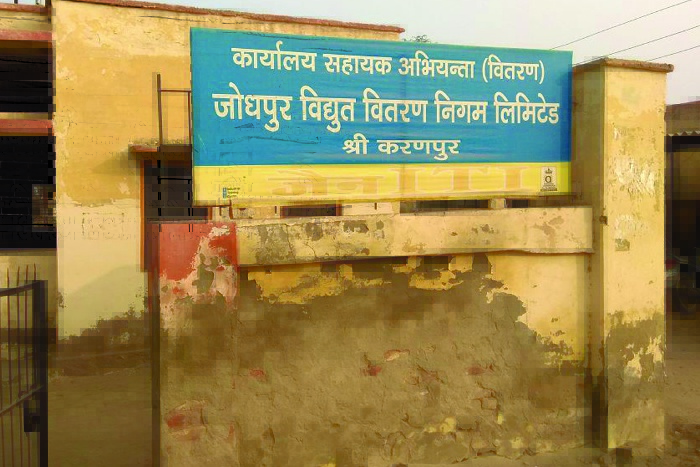 कार्यालय सहायक अभियन्ता (वितरण)
जोधपुर विद्युत वितरण निगम लिमिटेड
श्री करणपुर